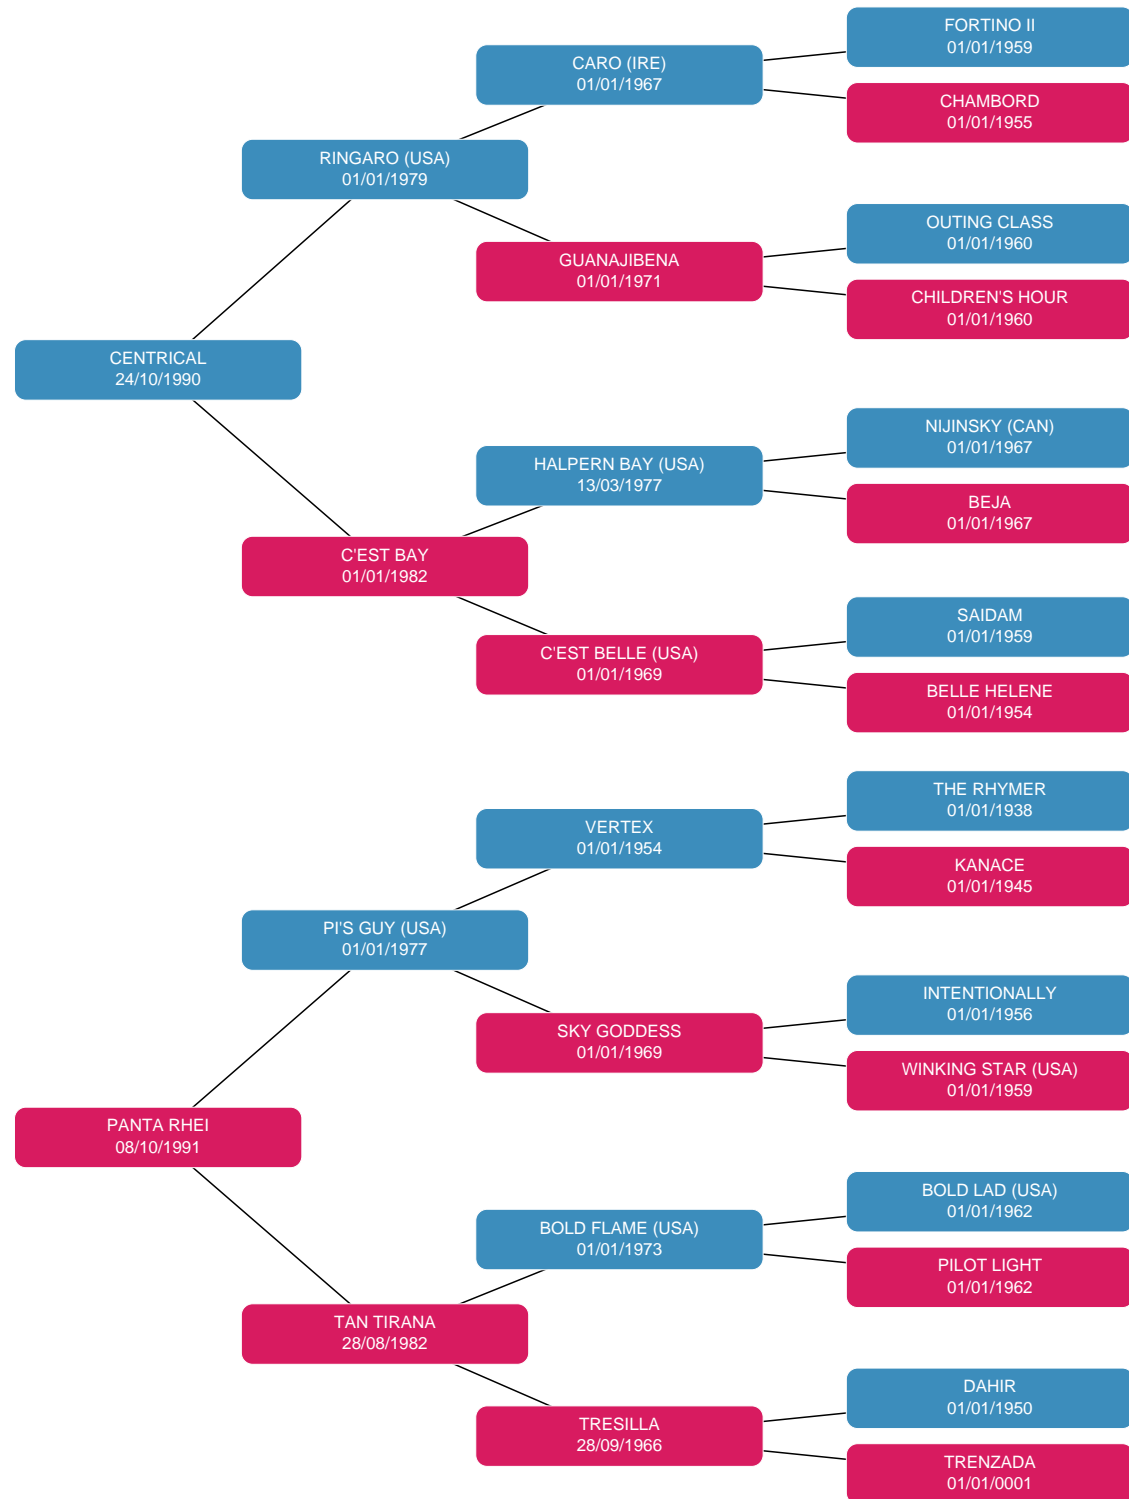 FORTINO II
01/01/1959
CARO (IRE)
01/01/1967
CHAMBORD
01/01/1955
RINGARO (USA)
01/01/1979
OUTING CLASS
01/01/1960
GUANAJIBENA
01/01/1971
CHILDREN'S HOUR
01/01/1960
CENTRICAL
24/10/1990
NIJINSKY (CAN)
01/01/1967
HALPERN BAY (USA)
13/03/1977
BEJA
01/01/1967
C'EST BAY
01/01/1982
SAIDAM
01/01/1959
C'EST BELLE (USA)
01/01/1969
BELLE HELENE
01/01/1954
THE RHYMER
01/01/1938
VERTEX
01/01/1954
KANACE
01/01/1945
PI'S GUY (USA)
01/01/1977
INTENTIONALLY
01/01/1956
SKY GODDESS
01/01/1969
WINKING STAR (USA)
01/01/1959
PANTA RHEI
08/10/1991
BOLD LAD (USA)
01/01/1962
BOLD FLAME (USA)
01/01/1973
PILOT LIGHT
01/01/1962
TAN TIRANA
28/08/1982
DAHIR
01/01/1950
TRESILLA
28/09/1966
TRENZADA
01/01/0001